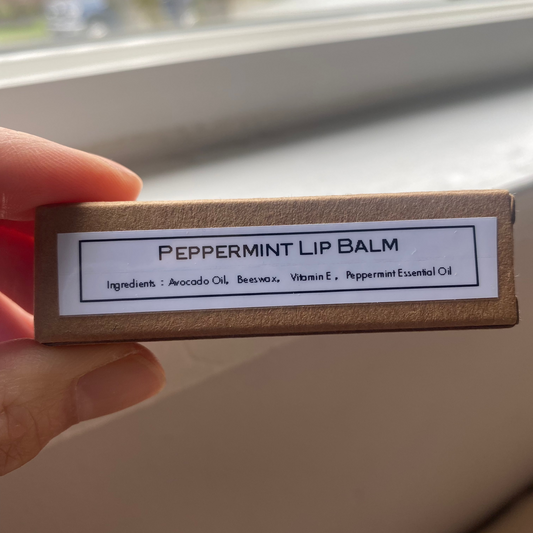 Peppermint Lip Balm
Ingredients : Avocado Oil, Beeswax, Vitamin E , Peppermint Essential Oil